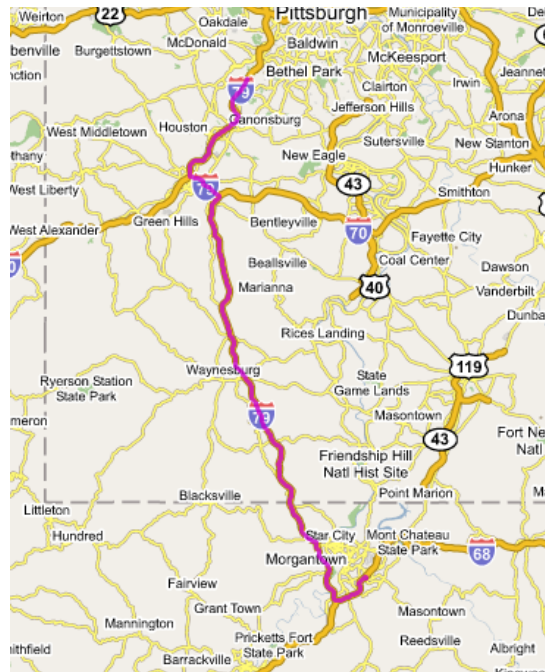 Weirton
22
Oakdale
Pittsburgh
Municipality
of Monroeville
McDonald
Baldwin
Burgettstown
McKeesport
Bethel Park
Irwin
Jeannet
79
Clairton
Jefferson Hills
Arona
Houston
Canonsburg
West Middletown
Sutersville
New Stanton
New Eagle
Hunker
West Liberty
79
43
Smithton
Green Hills
Bentleyville
West Alexander
70
Fayette City
Beallsville
Coal Center
Dawson
Marianna
40
Vanderbilt
Rices Landing
Dunba
Waynesburg
119
Ryerson Station
State Park
State
Game Lands
79
Masontown
meron
43
Fort Ne
Natl
Friendship Hill
Natl Hist Site
Blacksville
Point Marion
Littleton
Hundred
Star City
Mont Chateau
State Park
68
Morgantown
Fairview
Grant Town
Masontown
Mannington
Pricketts Fort
State Park
Reedsville
Albright
Barrackville